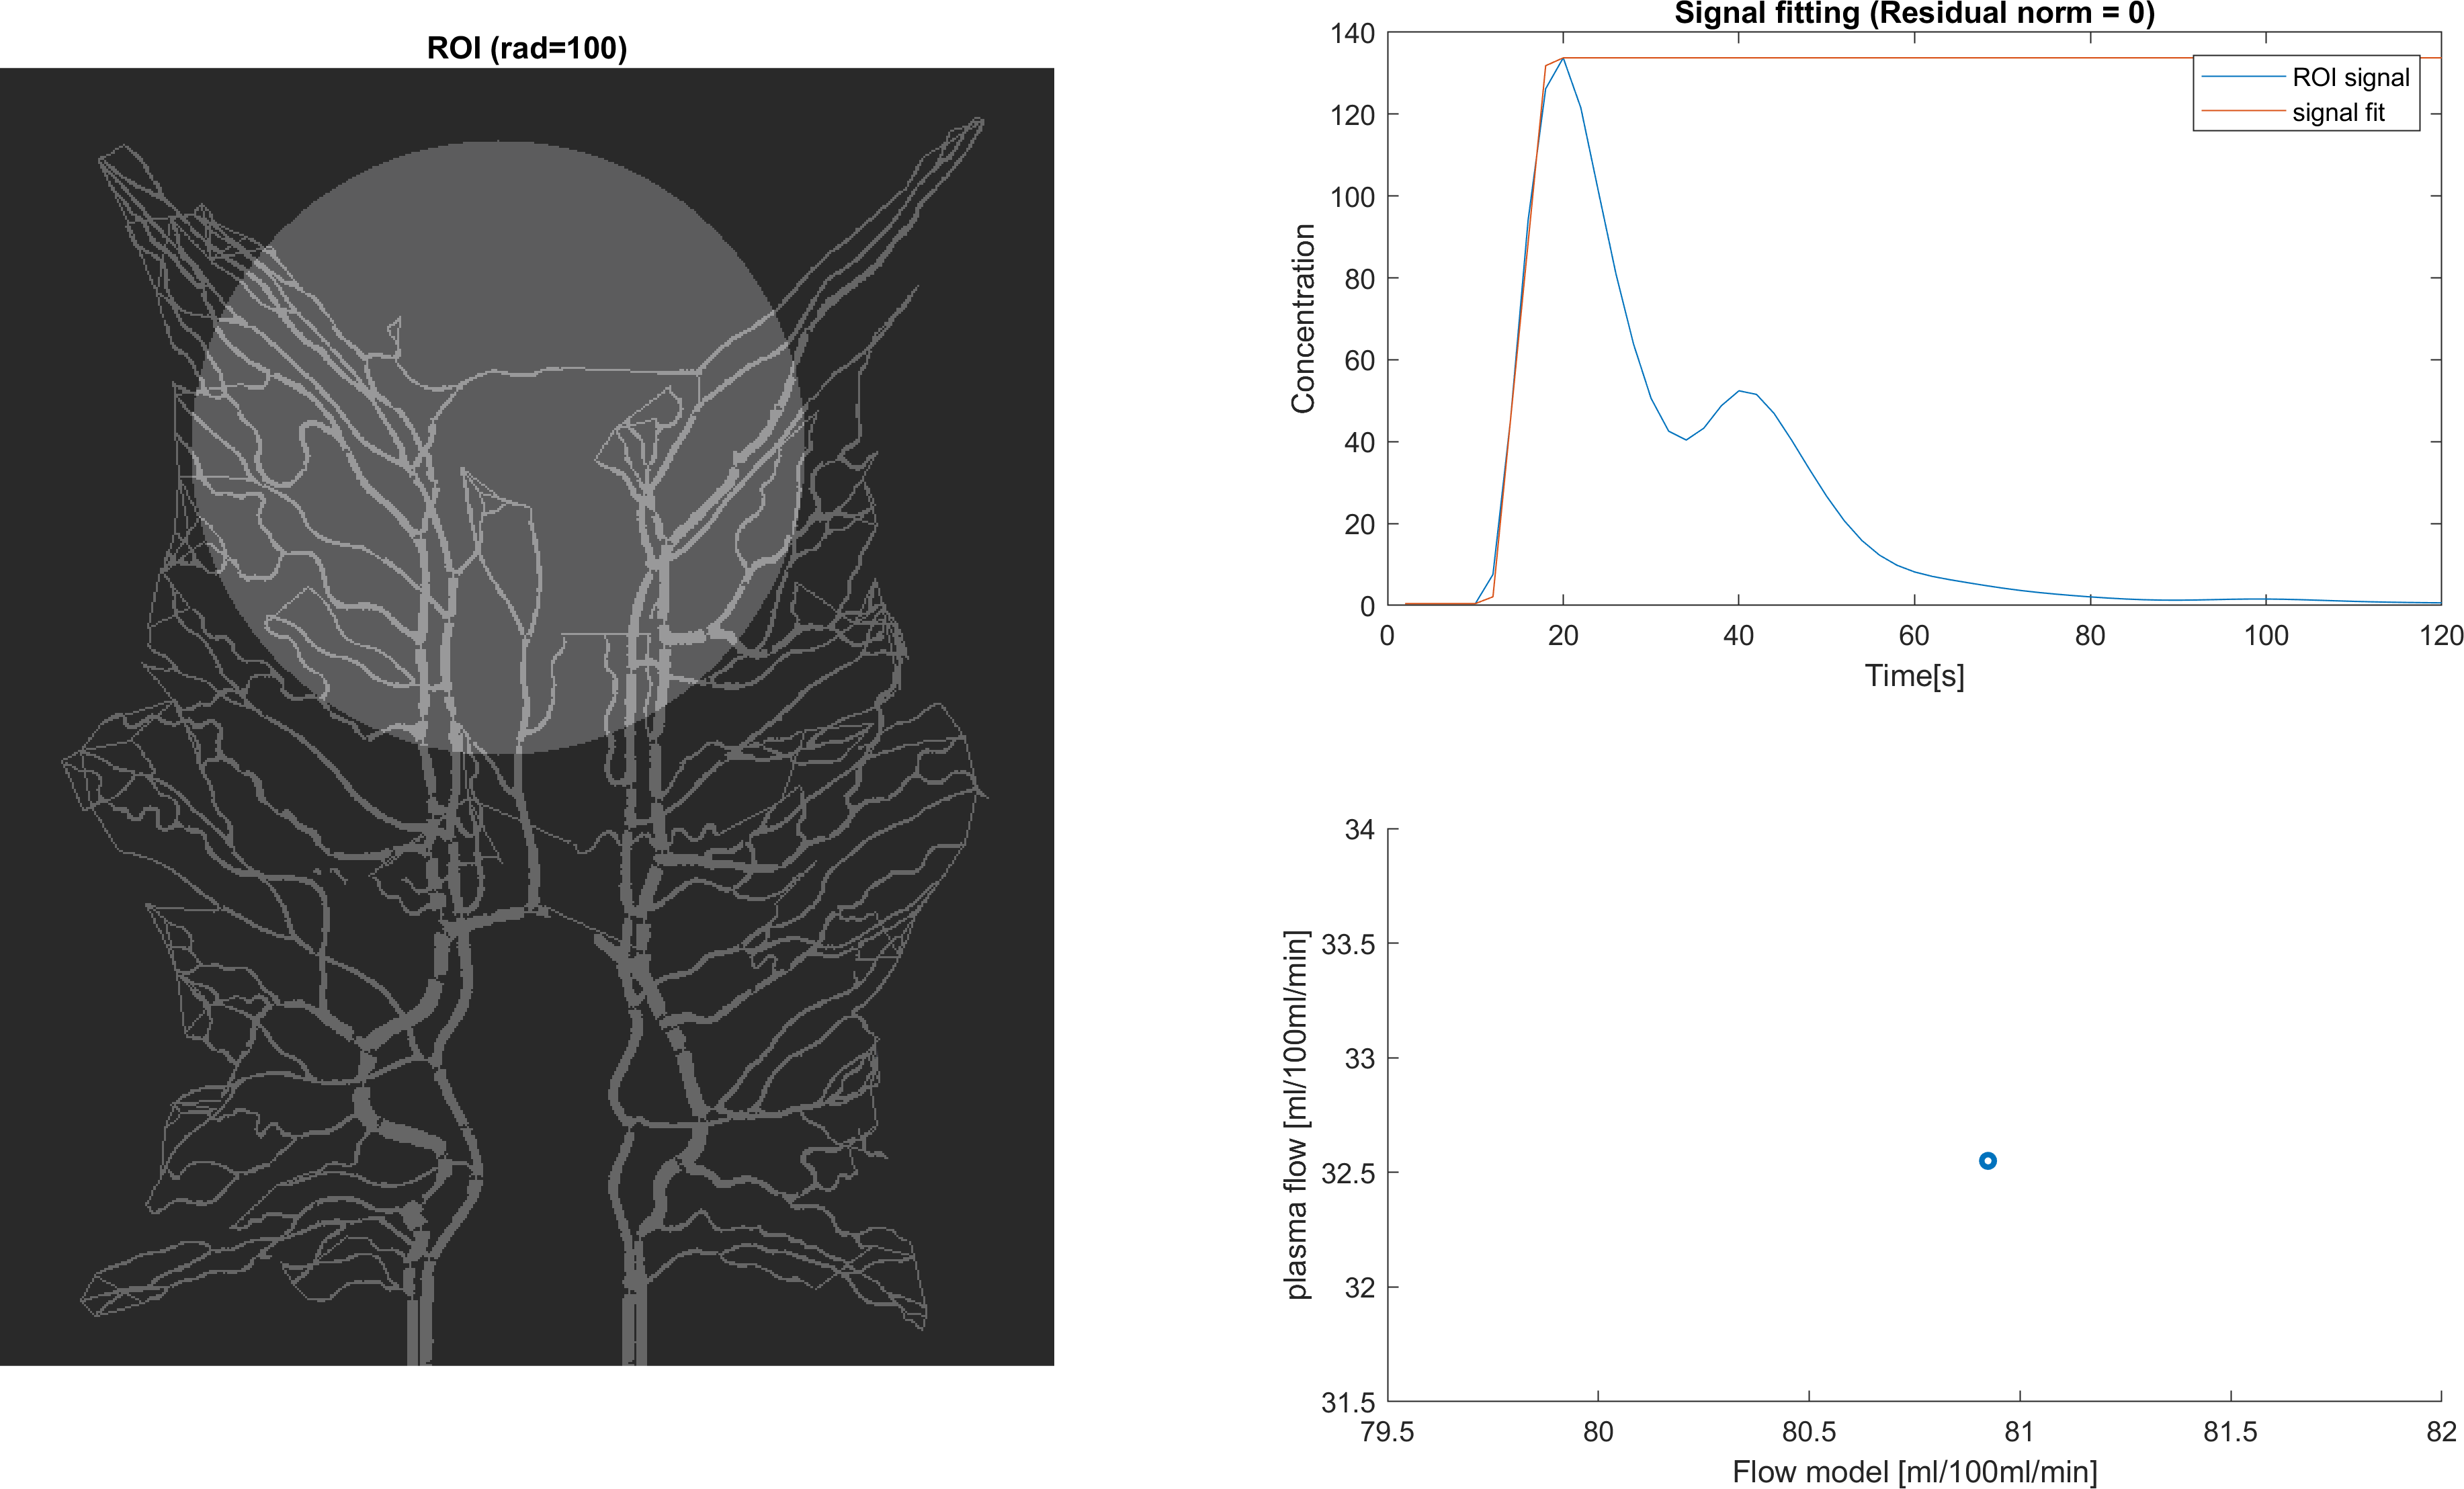 ROI (rad=100)
Signal fitting (Residual norm = 0)
140
120
100
80
60
40
20
0
Concentration
ROI signal
signal fit
0 20 40 60 80 100 120
Time[s]
34
33.5
33
32.5
32
31.5
plasma flow [ml/100ml/min]
79.5 80 80.5 81 81.5 82
Flow model [ml/100ml/min]